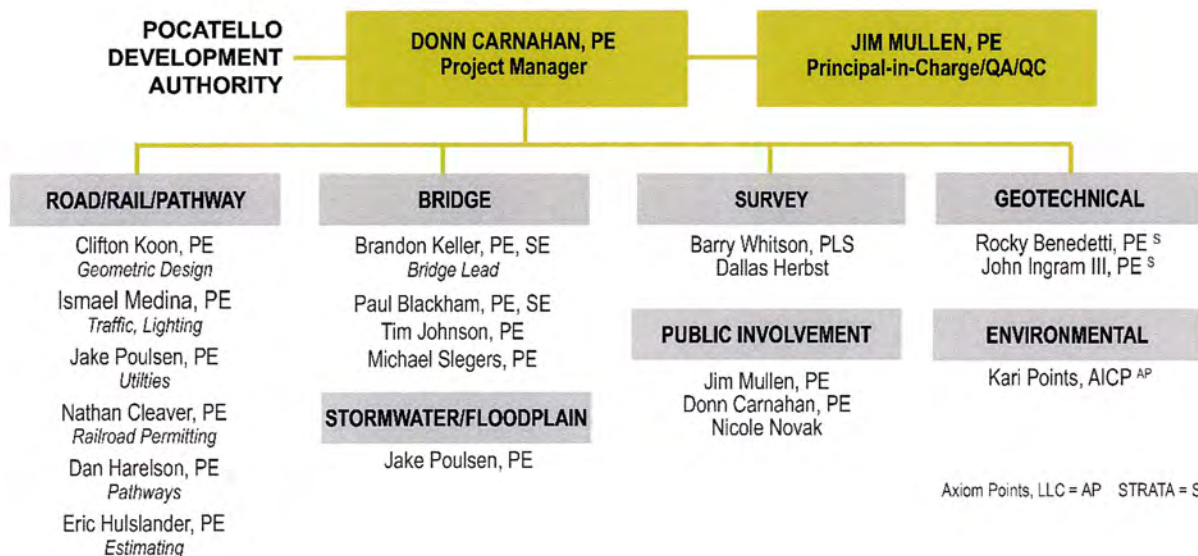 POCATELLO
DEVELOPMENT
AUTHORITY
DONN CARNAHAN, PE
Project Manager
JIM MULLEN, PE
Principal-in-Charge/QA/QC
ROAD/RAIL/PATHWAY
Clifton Koon, PE
Geometric Design
Ismael Medina, PE
Traffic, Lighting
Jake Poulsen, PE
Utilties
Nathan Cleaver, PE
Railroad Permitting
Dan Harelson, PE
Pathways
Eric Hulslander, PE
Estimating
BRIDGE
Brandon Keller, PE, SE
Bridge Lead
Paul Blackham, PE, SE
Tim Johnson, PE
Michael Slegers, PE
STORMWATER/FLOODPLAIN
Jake Poulsen, PE
SURVEY
Barry Whitson, PLS
Dallas Herbst
PUBLIC INVOLVEMENT
Jim Mullen, PE
Donn Carnahan, PE
Nicole Novak
GEOTECHNICAL
Rocky Benedetti, PE S
John Ingram III, PE S
ENVIRONMENTAL
Kari Points, AICP AP
Axiom Points, LLC = AP STRATA = S